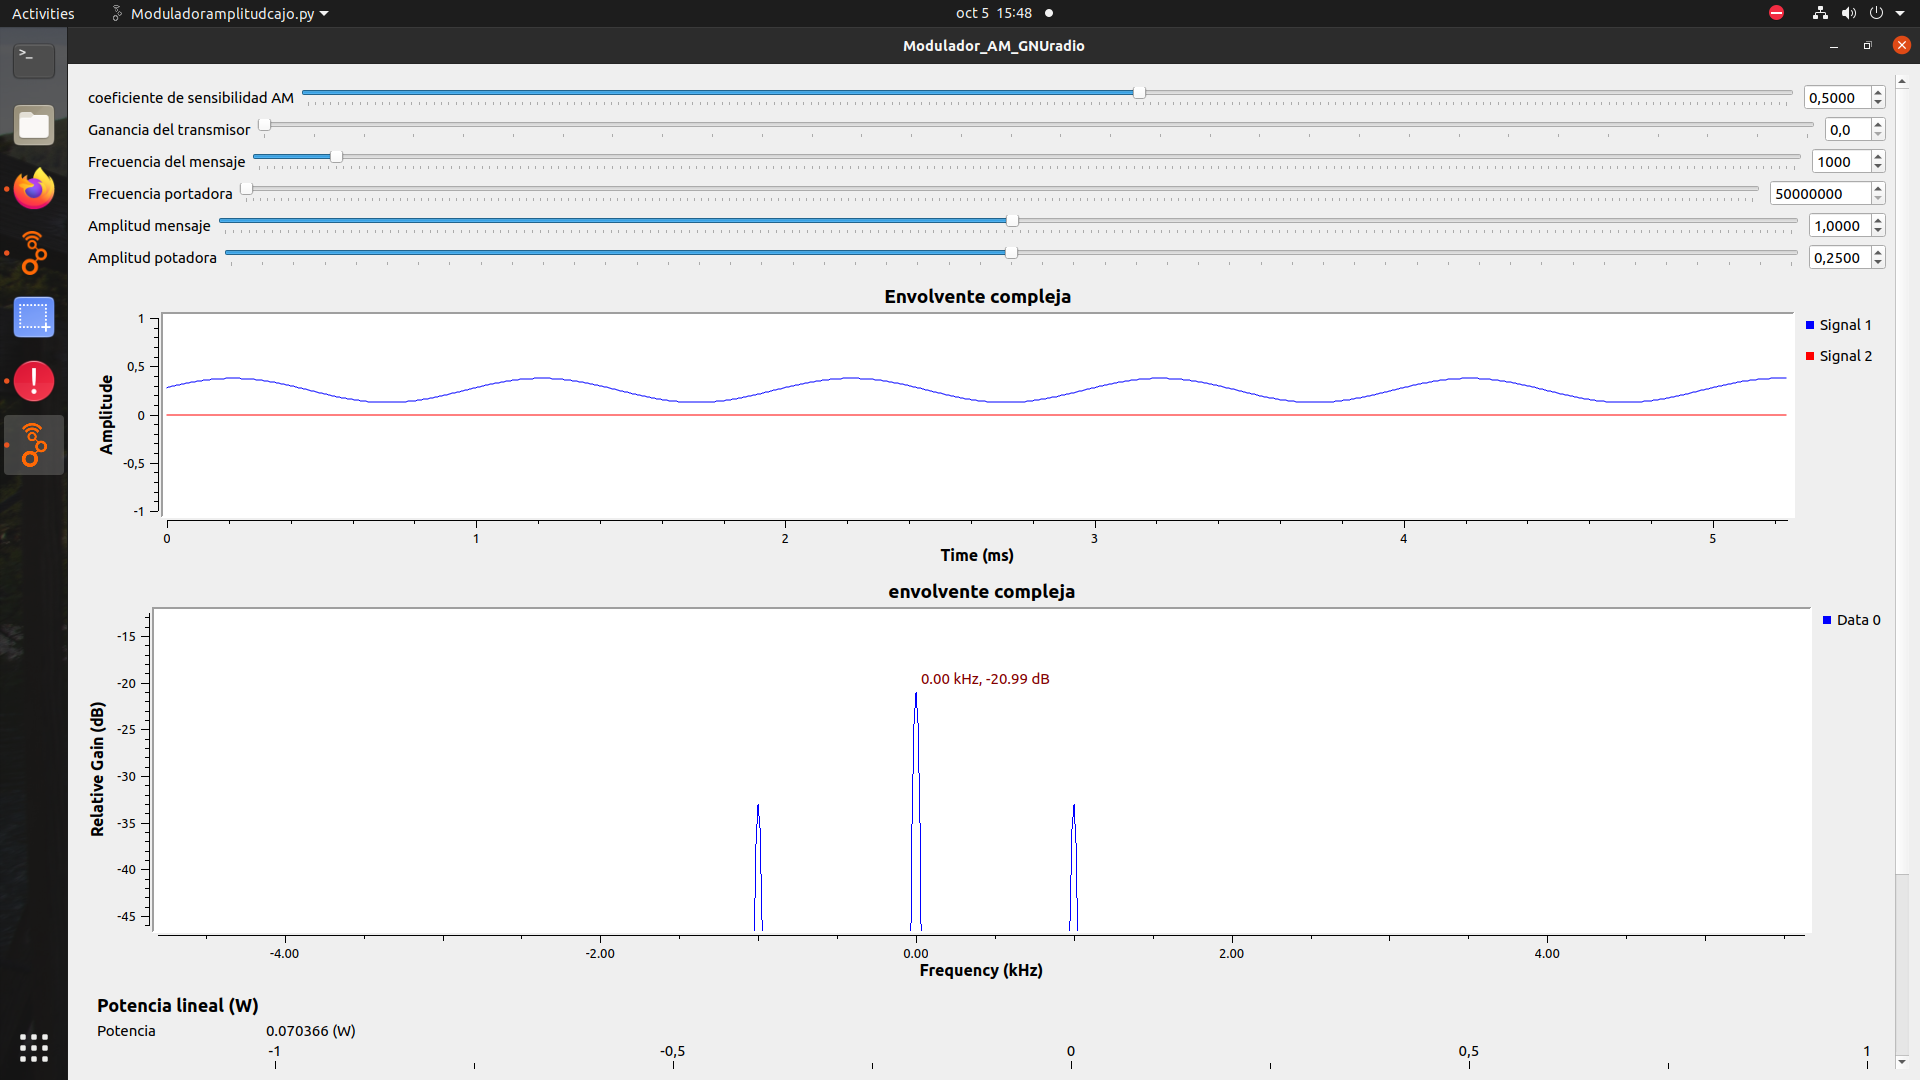 Activities
Moduladoramplitudcajo.py
oct 5 15:48
Modulador_AM_GNUradio
coeficiente de sensibilidad AM
0,5000
Ganancia del transmisor
0,0
Frecuencia del mensaje
1000
Frecuencia portadora
50000000
Amplitud mensaje
1,0000
Amplitud potadora
0,2500
Envolvente compleja
1
0,5
0
-0,5
-1
Amplitude
Signal 1
Signal 2
0 1 2 3 4 5
Time (ms)
envolvente compleja
-15
-20
-25
-30
-35
-40
-45
Relative Gain (dB)
0.00 kHz, -20.99 dB
Data 0
-4.00 -2.00 0.00 2.00 4.00
Frequency (kHz)
Potencia lineal (W)
Potencia 0.070366 (W)
-1 -0,5 0 0,5 1